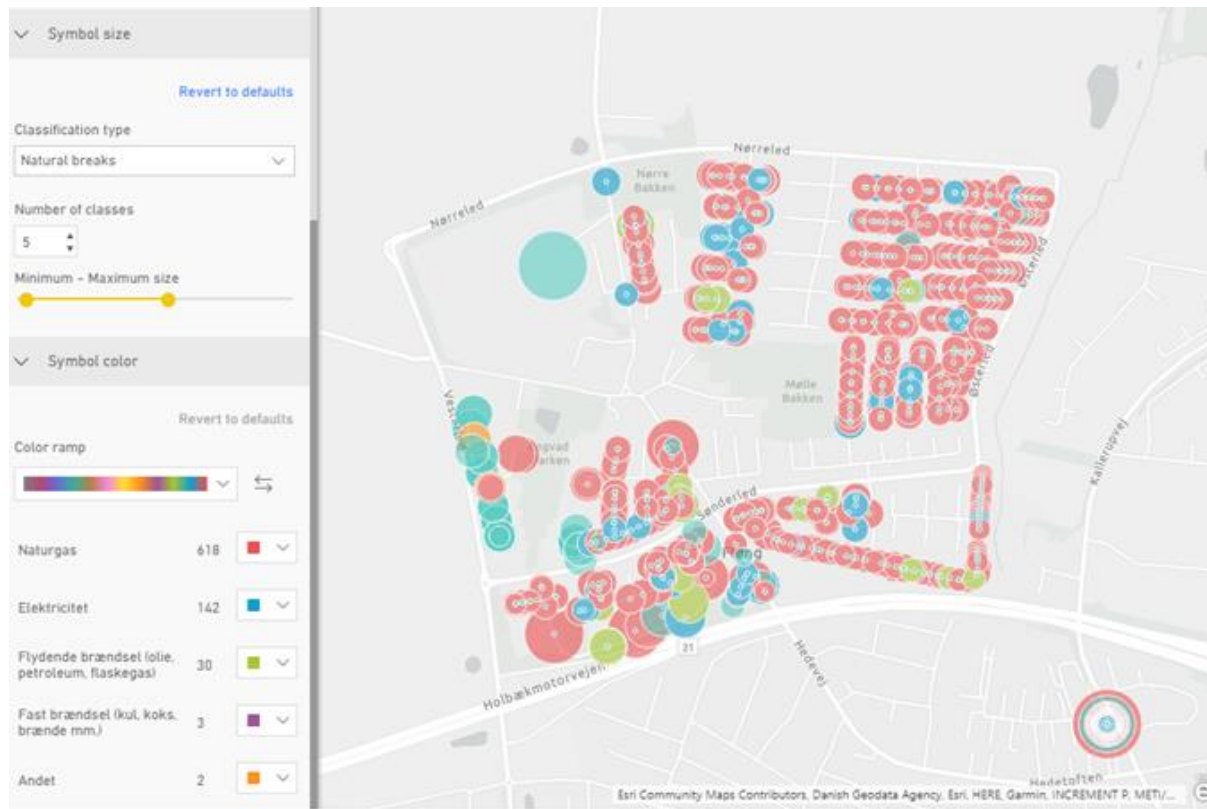 Symbol size
Revert to defaults
Classification type
Natural breaks
Number of classes
5
Minimum - Maximum size
Symbol color
Revert to defaults
Color ramp
Naturgas 618
Elektricitet 142
Flydende brændsel (olie,
petroleum, flaskegas) 30
Fast brændsel (kul, koks,
brænde mm.) 3
Andet 2
Nørreled
Nørre
Bakken
Nørreled
Østerled
Mølle
Bakken
Østerled
Kallerupvej
Sønderled
21
Hedevej
Holbækmotorvejen
Hedetoften
Esri Community Maps Contributors, Danish Geodata Agency, Esri, HERE, Garmin, INCREMENT P, METI/...